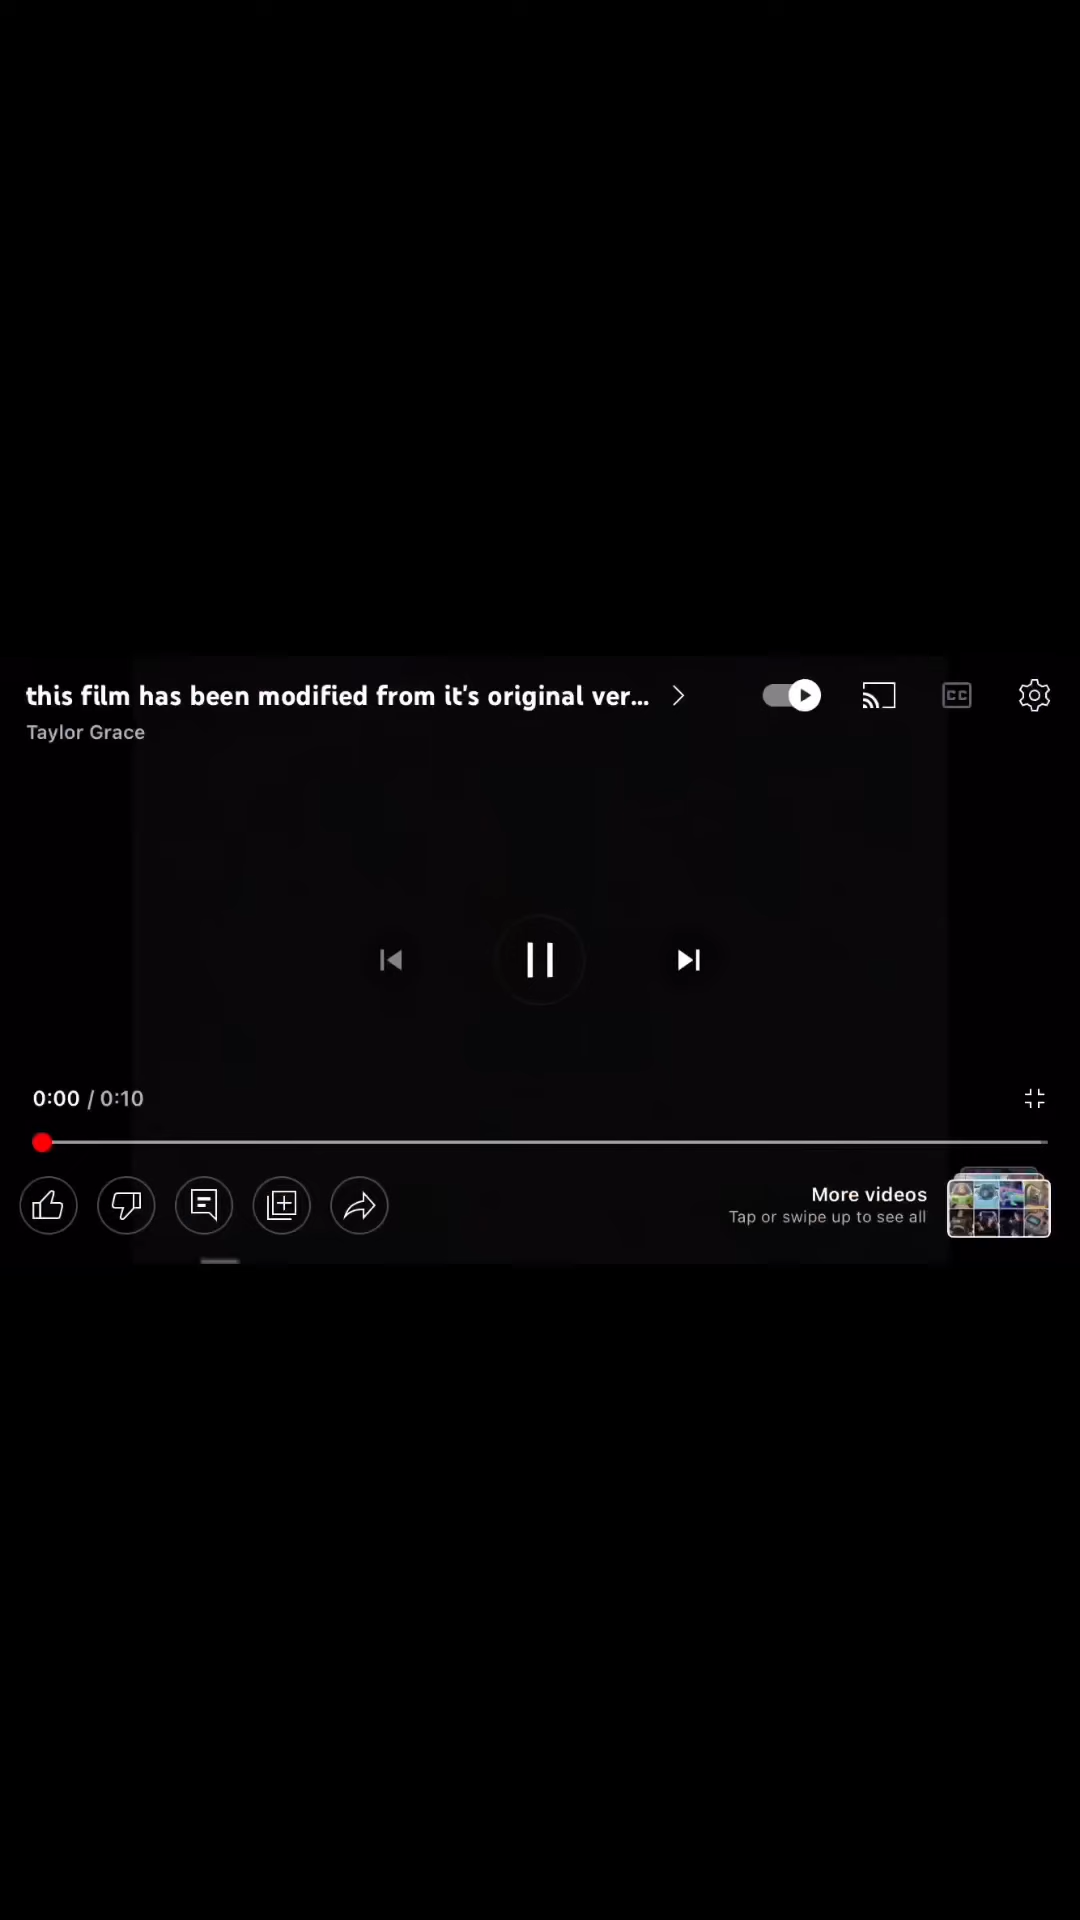 this film has been modified from it's original ver...
Taylor Grace
CC
0:00 / 0:10
More videos
Tap or swipe up to see all